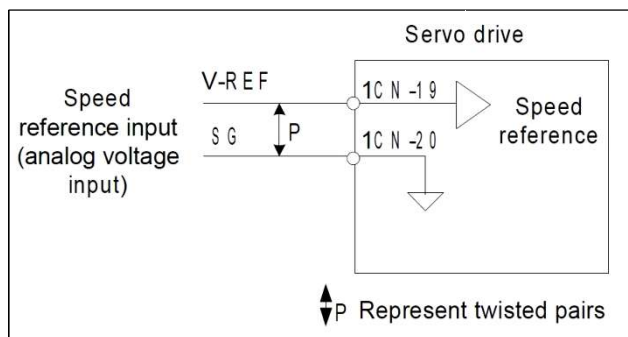 Servo drive
V-REF
1CN-19
Speed
reference input
(analog voltage
input)
P
Speed
reference
SG
1CN-20
P Represent twisted pairs